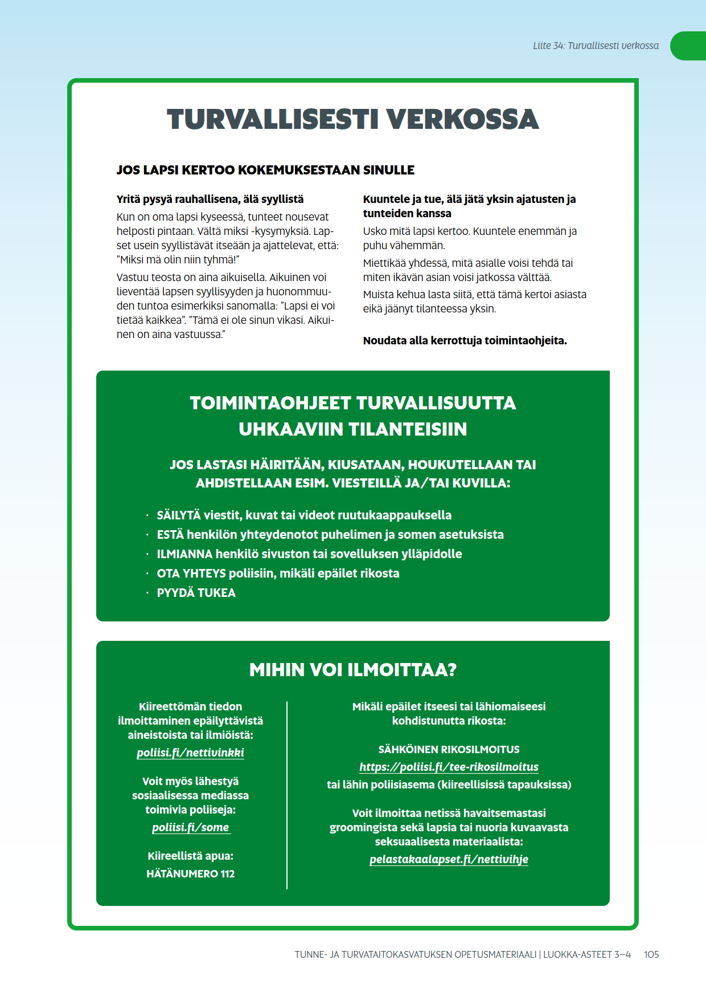 Liite 34: Turvallisesti verkossa
TURVALLISESTI VERKOSSA
JOS LAPSI KERTOO KOKEMUKSESTAAN SINULLE
Yritä pysyä rauhallisena, älä syyllistä
Kun on oma lapsi kyseessä, tunteet nousevat
helposti pintaan. Vältä miksi -kysymyksiä. Lap-
set usein syyllistävät itseään ja ajattelevat, että:
”Miksi mä olin niin tyhmä!”
Vastuu teosta on aina aikuisella. Aikuinen voi
lieventää lapsen syyllisyyden ja huonommuu-
den tuntoa esimerkiksi sanomalla: ”Lapsi ei voi
tietää kaikkea”. ”Tämä ei ole sinun vikasi. Aikui-
nen on aina vastuussa.”
Kuuntele ja tue, älä jätä yksin ajatusten ja
tunteiden kanssa
Usko mitä lapsi kertoo. Kuuntele enemmän ja
puhu vähemmän.
Miettikää yhdessä, mitä asialle voisi tehdä tai
miten ikävän asian voisi jatkossa välttää.
Muista kehua lasta siitä, että tämä kertoi asiasta
eikä jäänyt tilanteessa yksin.
Noudata alla kerrottuja toimintaohjeita.
TOIMINTAOHJEET TURVALLISUUTTA
UHKAAVIIN TILANTEISIIN
JOS LASTASI HÄIRITÄÄN, KIUSATAAN, HOUKUTELLAAN TAI
AHDISTELLAAN ESIM. VIESTEILLÄ JA/TAI KUVILLA:
· SÄILYTÄ viestit, kuvat tai videot ruutukaappauksella
· ESTÄ henkilön yhteydenotot puhelimen ja somen asetuksista
· ILMIANNA henkilö sivuston tai sovelluksen ylläpidolle
· OTA YHTEYS poliisiin, mikäli epäilet rikosta
· PYYDÄ TUKEA
MIHIN VOI ILMOITTAA?
Kiireettömän tiedon
ilmoittaminen epäilyttävistä
aineistoista tai ilmiöistä:
poliisi.fi/nettivinkki
Voit myös lähestyä
sosiaalisessa mediassa
toimivia poliiseja:
poliisi.fi/some
Kiireellistä apua:
HÄTÄNUMERO 112
Mikäli epäilet itseesi tai lähiomaiseesi
kohdistunutta rikosta:
SÄHKÖINEN RIKOSILMOITUS
https://poliisi.fi/tee-rikosilmoitus
tai lähin poliisiasema (kiireellisissä tapauksissa)
Voit ilmoittaa netissä havaitsemastasi
groomingista sekä lapsia tai nuoria kuvaavasta
seksuaalisesta materiaalista:
pelastakaalapset.fi/nettivihje
TUNNE- JA TURVATAITOKASVATUKSEN OPETUSMATERIAALI | LUOKKA-ASTEET 3–4 105